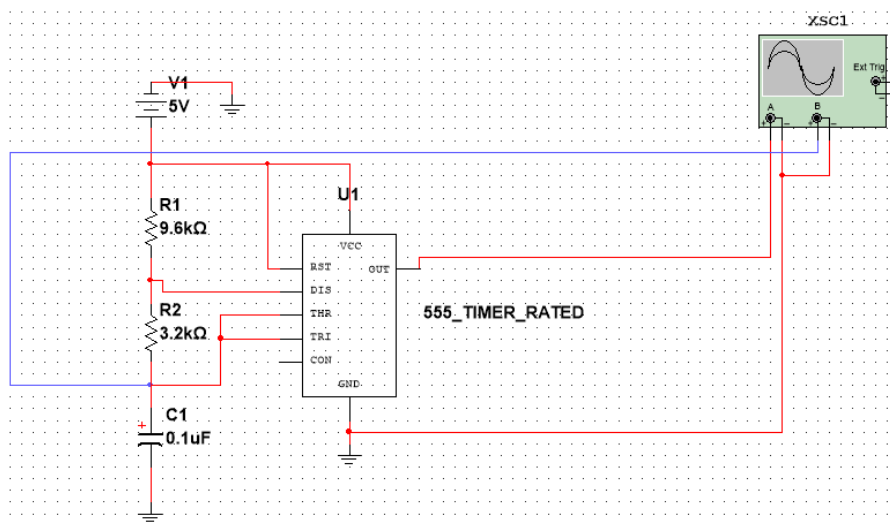 XSC1
Ext Trig
+
-
A
B
+ -
+ -
V1
5V
U1
R1
9.6kΩ
VCC
RST
OUT
DIS
R2
3.2kΩ
THR
555_TIMER_RATED
TRI
CON
GND
C1
+
0.1uF